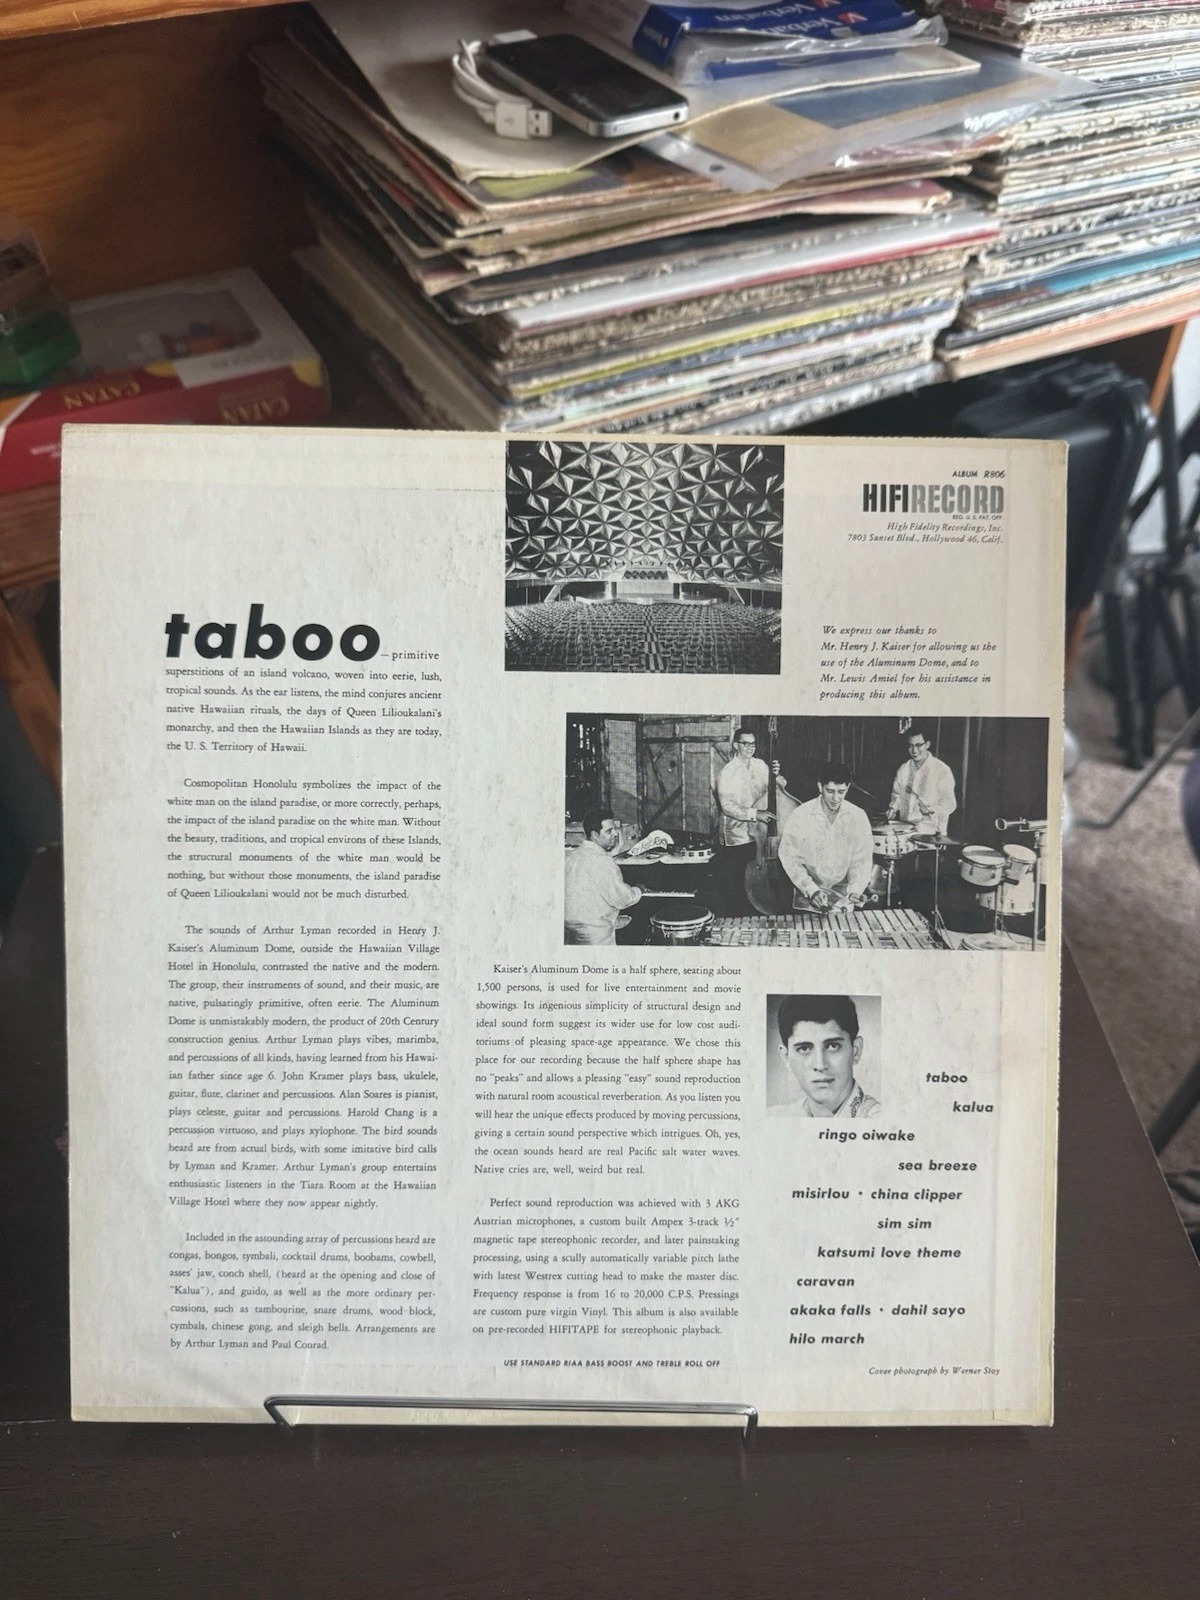 Verbatim
Verbatim
CATAN
CATAN
ALBUM R806
HIFIRECORD
REG. U.S. PAT. OFF.
High Fidelity Recordings, Inc.
7803 Sunset Blvd., Hollywood 46, Calif.
We express our thanks to
Mr. Henry J. Kaiser for allowing us the
use of the Aluminum Dome, and to
Mr. Lewis Amiel for his assistance in
producing this album.
taboo—primitive
superstitions of an island volcano, woven into eerie, lush,
tropical sounds. As the ear listens, the mind conjures ancient
native Hawaiian rituals, the days of Queen Lilioukalani's
monarchy, and then the Hawaiian Islands as they are today,
the U. S. Territory of Hawaii.
Cosmopolitan Honolulu symbolizes the impact of the
white man on the island paradise, or more correctly, perhaps,
the impact of the island paradise on the white man. Without
the beauty, traditions, and tropical environs of these Islands,
the structural monuments of the white man would be
nothing, but without those monuments, the island paradise
of Queen Lilioukalani would not be much disturbed.
The sounds of Arthur Lyman recorded in Henry J.
Kaiser's Aluminum Dome, outside the Hawaiian Village
Hotel in Honolulu, contrasted the native and the modern.
The group, their instruments of sound, and their music, are
native, pulsatingly primitive, often eerie. The Aluminum
Dome is unmistakably modern, the product of 20th Century
construction genius. Arthur Lyman plays vibes, marimba,
and percussions of all kinds, having learned from his Hawai-
ian father since age 6. John Kramer plays bass, ukulele,
guitar, flute, clarinet and percussions. Alan Soares is pianist,
plays celeste, guitar and percussions. Harold Chang is a
percussion virtuoso, and plays xylophone. The bird sounds
heard are from actual birds, with some imitative bird calls
by Lyman and Kramer. Arthur Lyman's group entertains
enthusiastic listeners in the Tiara Room at the Hawaiian
Village Hotel where they now appear nightly.
Included in the astounding array of percussions heard are
congas, bongos, tymbali, cocktail drums, boobams, cowbell,
asses' jaw, conch shell, (heard at the opening and close of
"Kalua"), and guido, as well as the more ordinary per-
cussions, such as tambourine, snare drums, wood block,
cymbals, chinese gong, and sleigh bells. Arrangements are
by Arthur Lyman and Paul Conrad.
Kaiser's Aluminum Dome is a half sphere, seating about
1,500 persons, is used for live entertainment and movie
showings. Its ingenious simplicity of structural design and
ideal sound form suggest its wider use for low cost audi-
toriums of pleasing space-age appearance. We chose this
place for our recording because the half sphere shape has
no "peaks" and allows a pleasing "easy" sound reproduction
with natural room acoustical reverberation. As you listen you
will hear the unique effects produced by moving percussions,
giving a certain sound perspective which intrigues. Oh, yes,
the ocean sounds heard are real Pacific salt water waves.
Native cries are, well, weird but real.
Perfect sound reproduction was achieved with 3 AKG
Austrian microphones, a custom built Ampex 3-track ½"
magnetic tape stereophonic recorder, and later painstaking
processing, using a scully automatically variable pitch lathe
with latest Westrex cutting head to make the master disc.
Frequency response is from 16 to 20,000 C.P.S. Pressings
are custom pure virgin Vinyl. This album is also available
on pre-recorded HIFITAPE for stereophonic playback.
USE STANDARD RIAA BASS BOOST AND TREBLE ROLL OFF
taboo
kalua
ringo oiwake
sea breeze
misirlou • china clipper
sim sim
katsumi love theme
caravan
akaka falls • dahil sayo
hilo march
Cover photograph by Werner Stoy